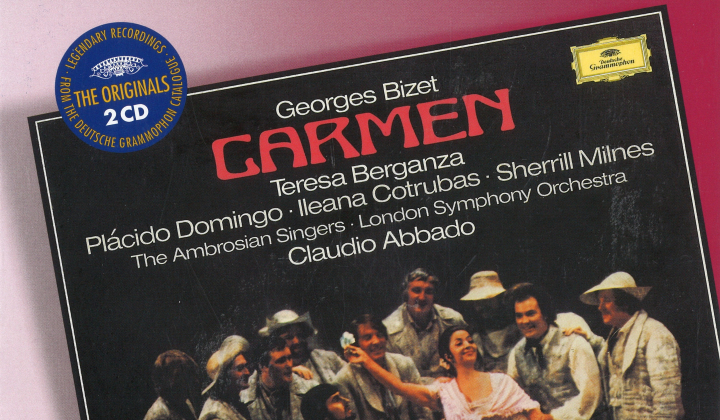 LEGENDARY RECORDINGS
THE ORIGINALS
2 CD
FROM THE DEUTSCHE GRAMMOPHON CATALOGUE
Deutsche
Grammophon
Georges Bizet
CARMEN
Teresa Berganza
Plácido Domingo · Ileana Cotrubas · Sherrill Milnes
The Ambrosian Singers · London Symphony Orchestra
Claudio Abbado